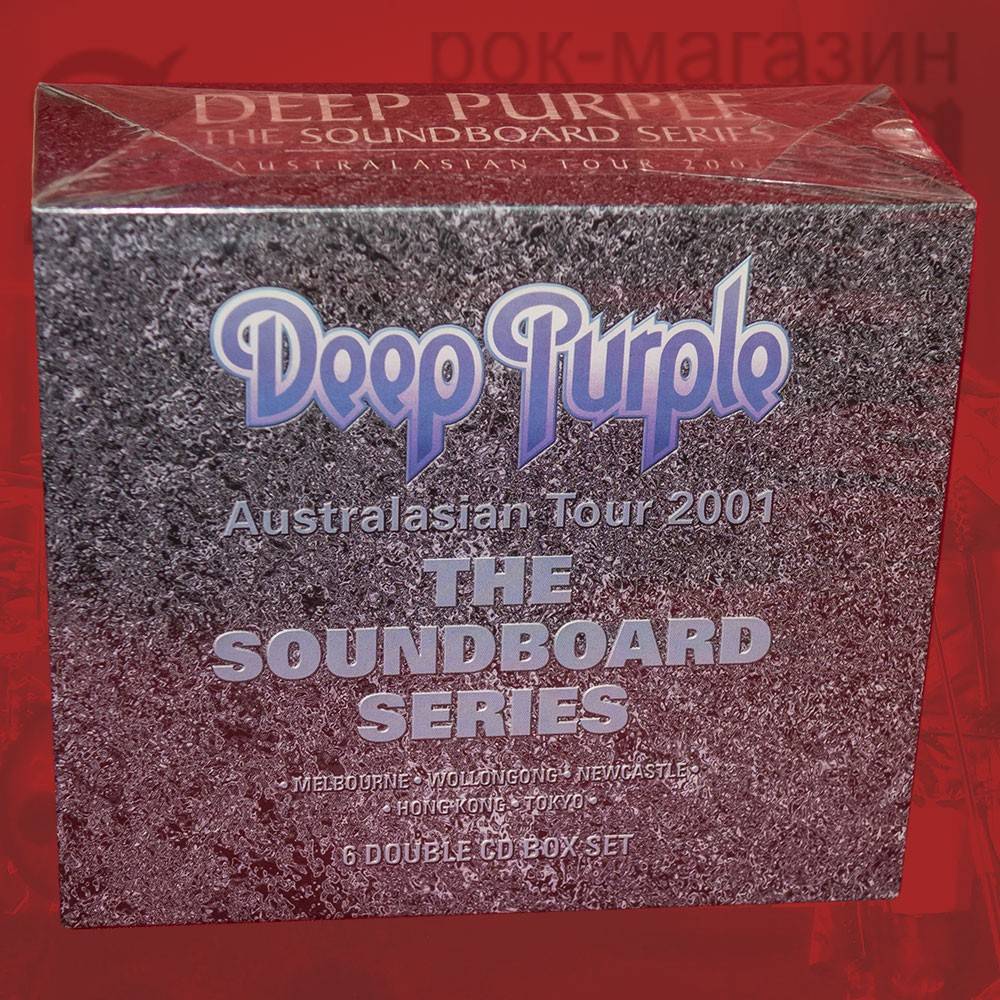 рок-магазин
DEEP PURPLE
THE SOUNDBOARD SERIES
AUSTRALASIAN TOUR 2001
Deep Purple
Australasian Tour 2001
THE
SOUNDBOARD
SERIES
• MELBOURNE • WOLLONGONG • NEWCASTLE •
• HONG KONG • TOKYO •
6 DOUBLE CD BOX SET